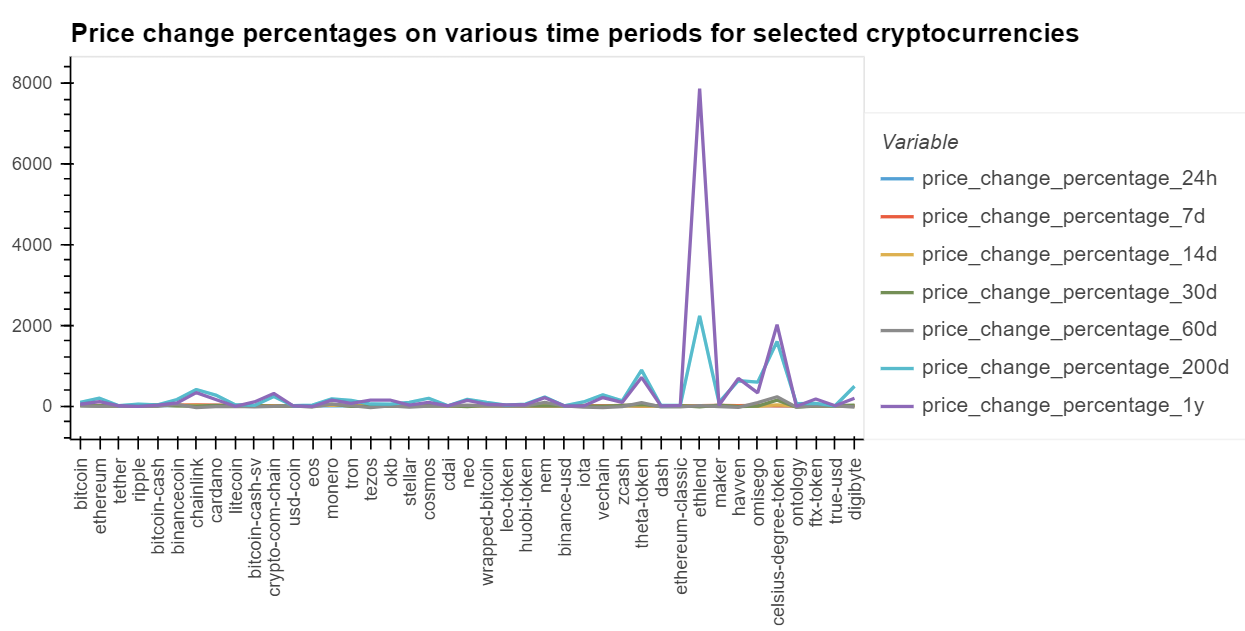 Price change percentages on various time periods for selected cryptocurrencies
8000
6000
4000
2000
0
Variable
price_change_percentage_24h
price_change_percentage_7d
price_change_percentage_14d
price_change_percentage_30d
price_change_percentage_60d
price_change_percentage_200d
price_change_percentage_1y
bitcoin
ethereum
tether
ripple
bitcoin-cash
binancecoin
chainlink
cardano
litecoin
bitcoin-cash-sv
crypto-com-chain
usd-coin
eos
monero
tron
tezos
okb
stellar
cosmos
cdai
neo
wrapped-bitcoin
leo-token
huobi-token
nem
binance-usd
iota
vechain
zcash
theta-token
dash
ethereum-classic
ethlend
maker
havven
omisego
celsius-degree-token
ontology
ftx-token
true-usd
digibyte